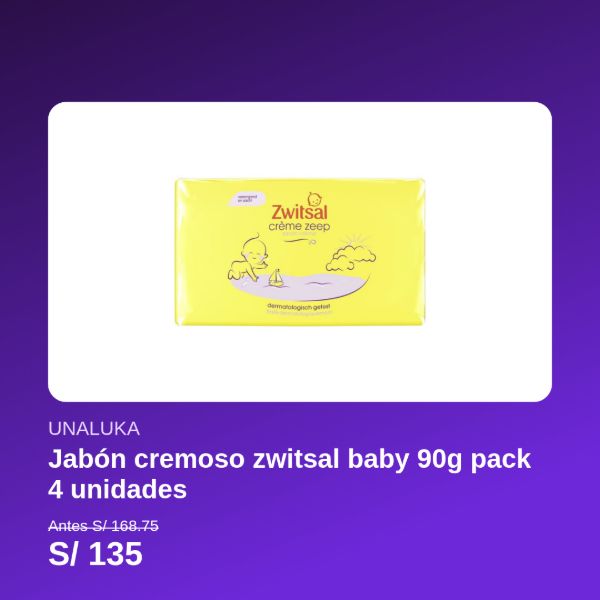 Zwitsal
crème zeep
dermatologisch getest
UNALUKA
Jabón cremoso zwitsal baby 90g pack
4 unidades
Antes S/ 168.75
S/ 135